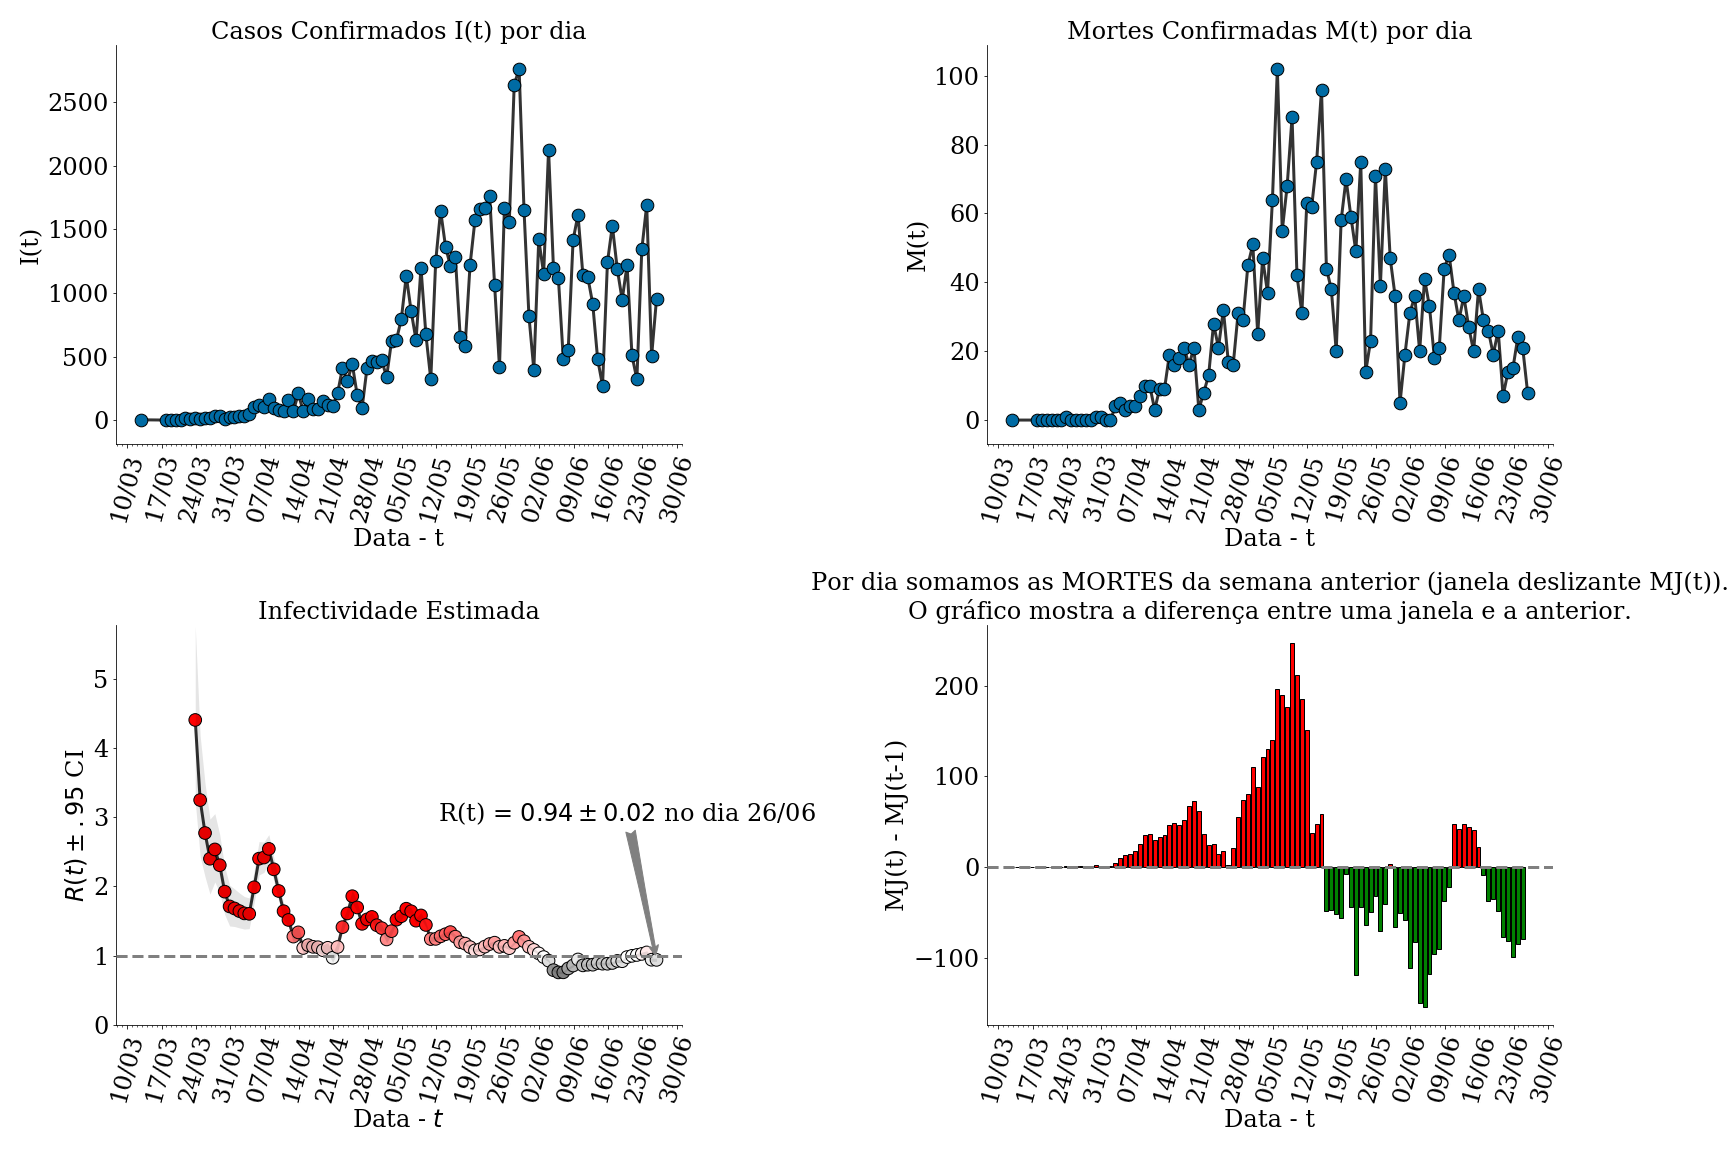 Casos Confirmados I(t) por dia
I(t)
2500
2000
1500
1000
500
0
10/03 17/03 24/03 31/03 07/04 14/04 21/04 28/04 05/05 12/05 19/05 26/05 02/06 09/06 16/06 23/06 30/06
Data - t
Mortes Confirmadas M(t) por dia
M(t)
100
80
60
40
20
0
10/03 17/03 24/03 31/03 07/04 14/04 21/04 28/04 05/05 12/05 19/05 26/05 02/06 09/06 16/06 23/06 30/06
Data - t
Infectividade Estimada
R(t) ± .95 CI
5
4
3
2
1
0
R(t) = 0.94 ± 0.02 no dia 26/06
10/03 17/03 24/03 31/03 07/04 14/04 21/04 28/04 05/05 12/05 19/05 26/05 02/06 09/06 16/06 23/06 30/06
Data - t
Por dia somamos as MORTES da semana anterior (janela deslizante MJ(t)).
O gráfico mostra a diferença entre uma janela e a anterior.
MJ(t) - MJ(t-1)
200
100
0
−100
10/03 17/03 24/03 31/03 07/04 14/04 21/04 28/04 05/05 12/05 19/05 26/05 02/06 09/06 16/06 23/06 30/06
Data - t